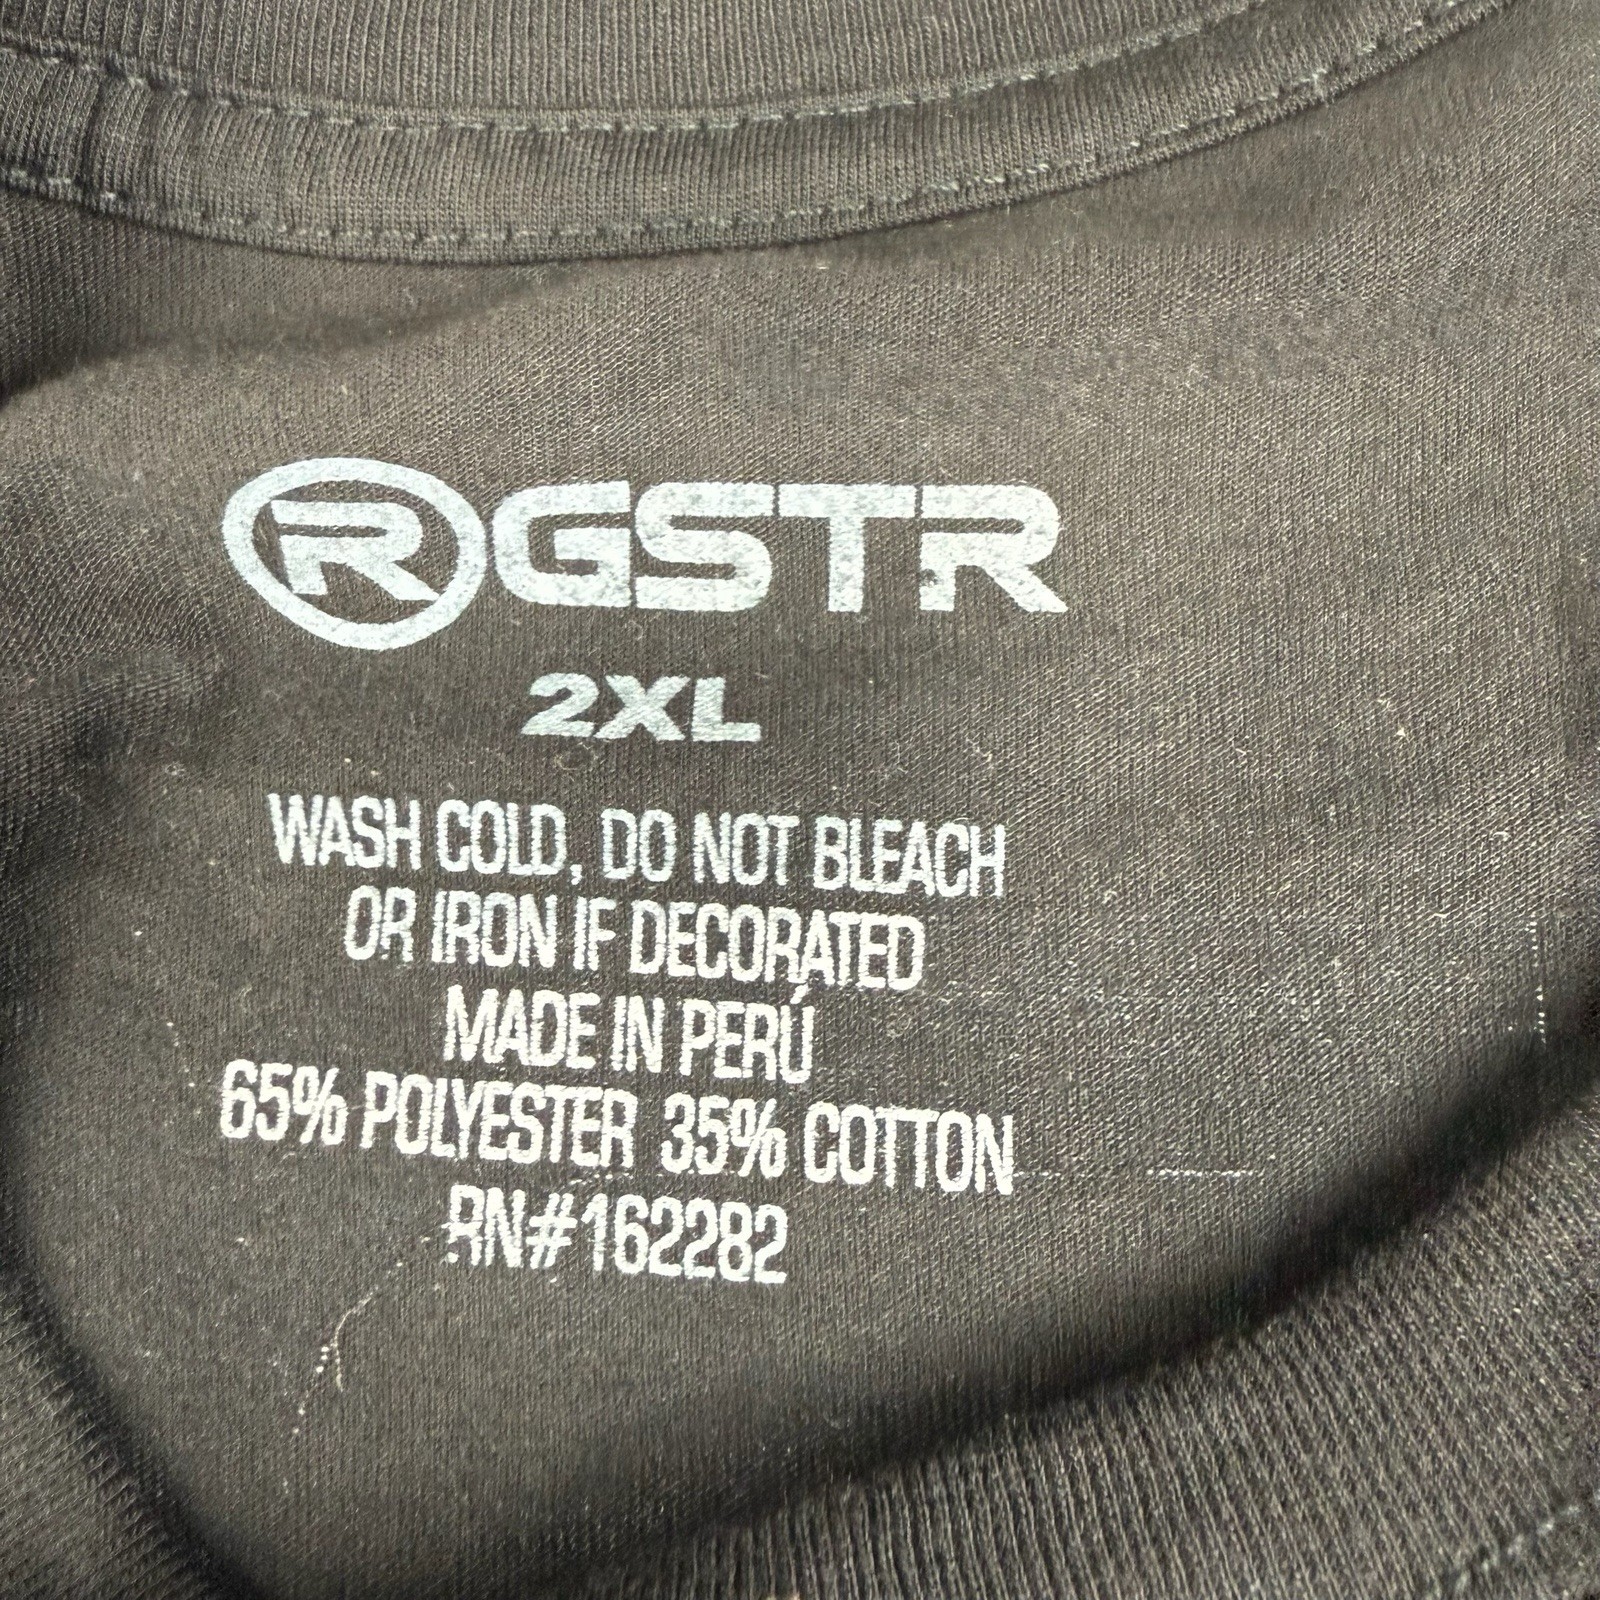 R GSTR
2XL
WASH COLD, DO NOT BLEACH
OR IRON IF DECORATED
MADE IN PERÚ
65% POLYESTER 35% COTTON
RN#162282